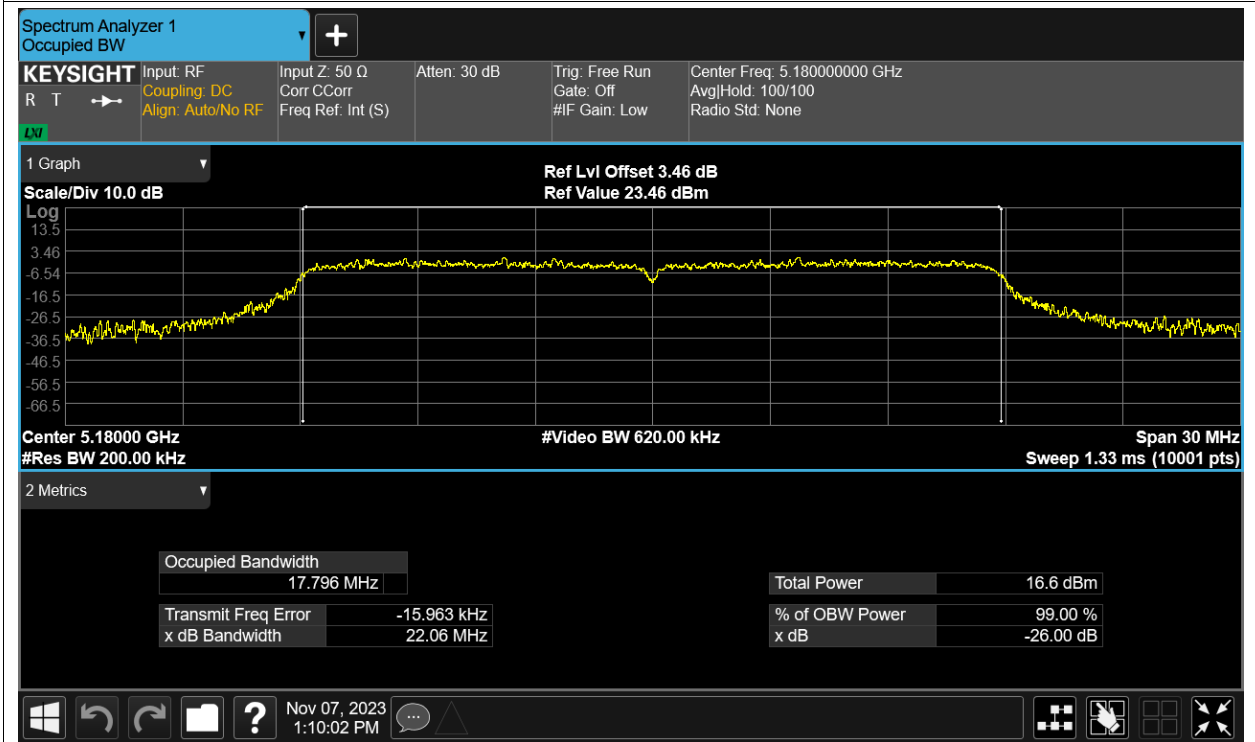 Spectrum Analyzer 1
Occupied BW
KEYSIGHT
R T
LXI
Input: RF
Coupling: DC
Align: Auto/No RF
Input Z: 50 Ω
Corr CCorr
Freq Ref: Int (S)
Atten: 30 dB
Trig: Free Run
Gate: Off
#IF Gain: Low
Center Freq: 5.180000000 GHz
Avg|Hold: 100/100
Radio Std: None
1 Graph
Scale/Div 10.0 dB
Ref Lvl Offset 3.46 dB
Ref Value 23.46 dBm
Log
13.5
3.46
-6.54
-16.5
-26.5
-36.5
-46.5
-56.5
-66.5
Center 5.18000 GHz
#Video BW 620.00 kHz
Span 30 MHz
#Res BW 200.00 kHz
Sweep 1.33 ms (10001 pts)
2 Metrics
Occupied Bandwidth
17.796 MHz
Total Power 16.6 dBm
Transmit Freq Error -15.963 kHz
% of OBW Power 99.00 %
x dB Bandwidth 22.06 MHz
x dB -26.00 dB
?
Nov 07, 2023
1:10:02 PM